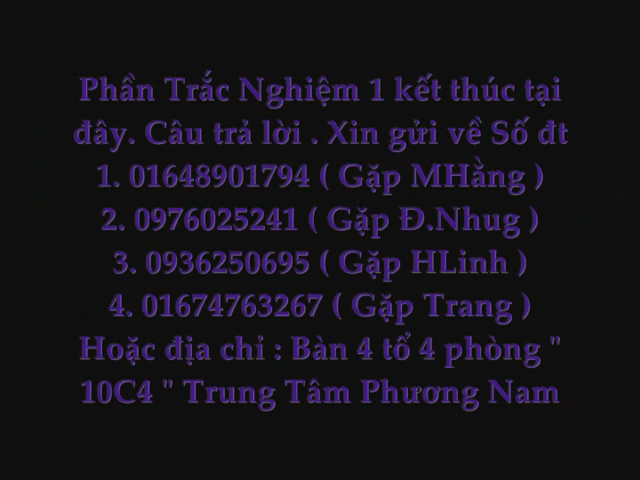 Phần Trắc Nghiệm 1 kết thúc tại
đây. Câu trả lời . Xin gửi về Số đt
1. 01648901794 ( Gặp MHằng )
2. 0976025241 ( Gặp Đ.Nhug )
3. 0936250695 ( Gặp HLinh )
4. 01674763267 ( Gặp Trang )
Hoặc địa chỉ : Bàn 4 tổ 4 phòng "
10C4 " Trung Tâm Phương Nam